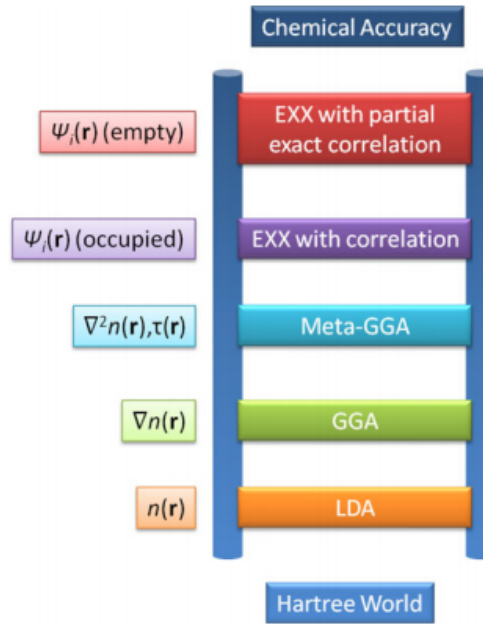 Chemical Accuracy
Ψᵢ(r) (empty)
EXX with partial
exact correlation
Ψᵢ(r) (occupied)
EXX with correlation
∇²n(r),τ(r)
Meta-GGA
∇n(r)
GGA
n(r)
LDA
Hartree World